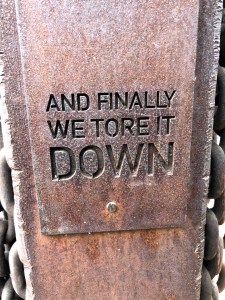 AND FINALLY
WE TORE IT
DOWN